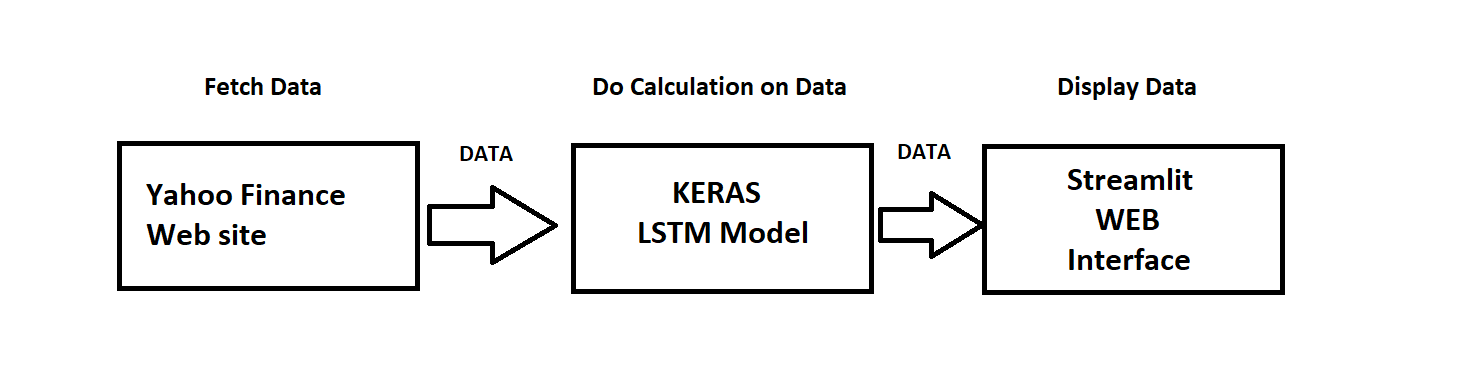 Fetch Data
Do Calculation on Data
Display Data
Yahoo Finance
Web site
DATA
KERAS
LSTM Model
DATA
Streamlit
WEB
Interface